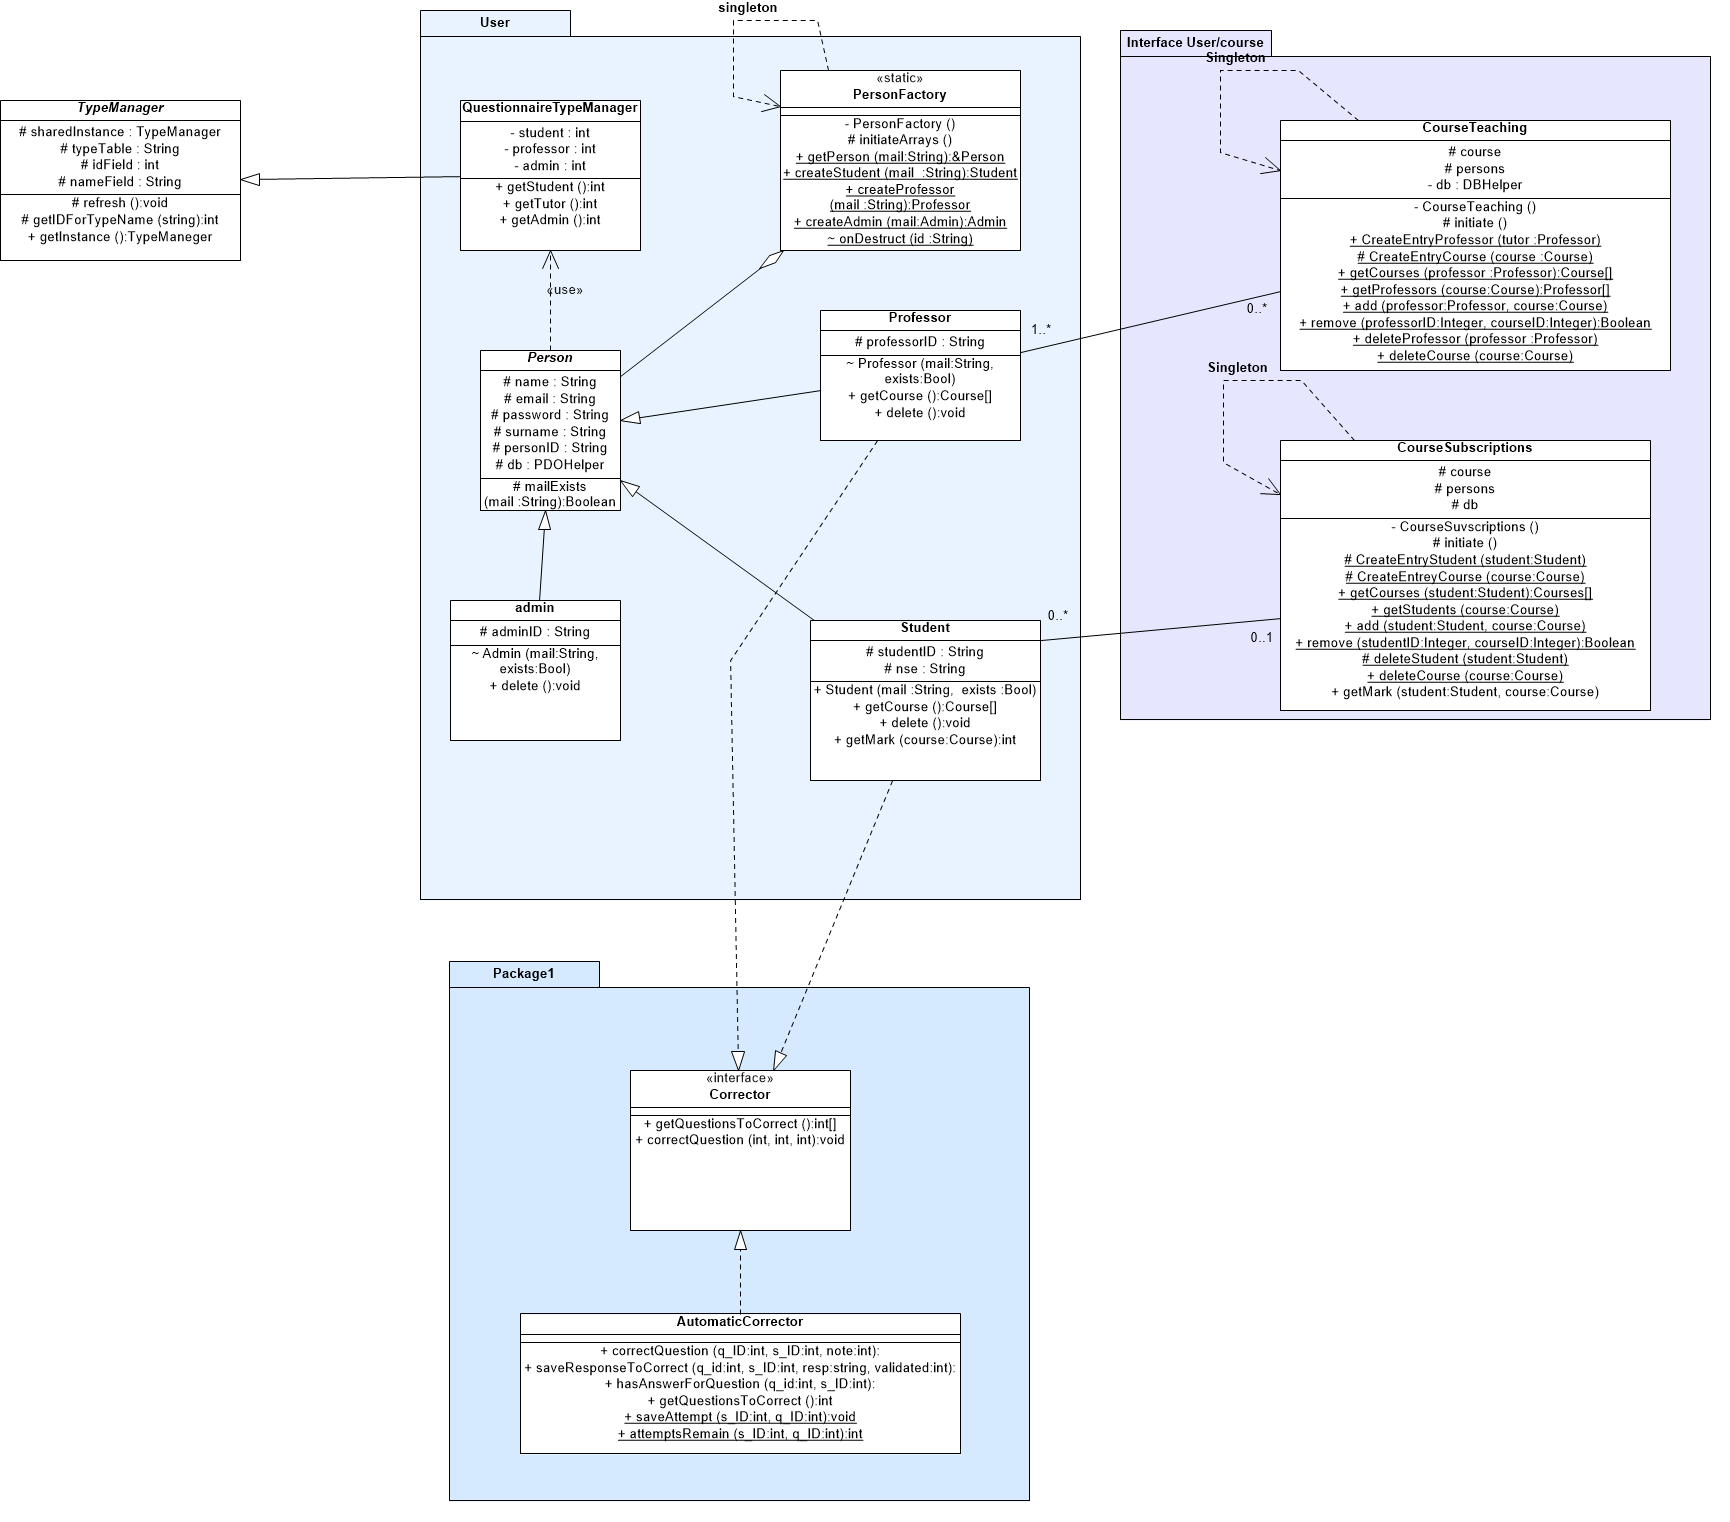 singleton
User
«static»
PersonFactory
- PersonFactory ()
# initiateArrays ()
+ getPerson (mail:String):&Person
+ createStudent (mail  :String):Student
+ createProfessor
(mail :String):Professor
+ createAdmin (mail:Admin):Admin
~ onDestruct (id :String)
TypeManager
# sharedInstance : TypeManager
# typeTable : String
# idField : int
# nameField : String
# refresh ():void
# getIDForTypeName (string):int
+ getInstance ():TypeManeger
QuestionnaireTypeManager
- student : int
- professor : int
- admin : int
+ getStudent ():int
+ getTutor ():int
+ getAdmin ():int
«use»
Person
# name : String
# email : String
# password : String
# surname : String
# personID : String
# db : PDOHelper
# mailExists
(mail :String):Boolean
Professor
# professorID : String
~ Professor (mail:String,
exists:Bool)
+ getCourse ():Course[]
+ delete ():void
1..*
0..*
admin
# adminID : String
~ Admin (mail:String,
exists:Bool)
+ delete ():void
Student
# studentID : String
# nse : String
+ Student (mail :String,  exists :Bool)
+ getCourse ():Course[]
+ delete ():void
+ getMark (course:Course):int
0..*
0..1
Interface User/course
Singleton
CourseTeaching
# course
# persons
- db : DBHelper
- CourseTeaching ()
# initiate ()
+ CreateEntryProfessor (tutor :Professor)
# CreateEntryCourse (course :Course)
+ getCourses (professor :Professor):Course[]
+ getProfessors (course:Course):Professor[]
+ add (professor:Professor, course:Course)
+ remove (professorID:Integer, courseID:Integer):Boolean
+ deleteProfessor (professor :Professor)
+ deleteCourse (course:Course)
Singleton
CourseSubscriptions
# course
# persons
# db
- CourseSuvscriptions ()
# initiate ()
# CreateEntryStudent (student:Student)
# CreateEntreyCourse (course:Course)
+ getCourses (student:Student):Courses[]
+ getStudents (course:Course)
+ add (student:Student, course:Course)
+ remove (studentID:Integer, courseID:Integer):Boolean
# deleteStudent (student:Student)
+ deleteCourse (course:Course)
+ getMark (student:Student, course:Course)
Package1
«interface»
Corrector
+ getQuestionsToCorrect ():int[]
+ correctQuestion (int, int, int):void
AutomaticCorrector
+ correctQuestion (q_ID:int, s_ID:int, note:int):
+ saveResponseToCorrect (q_id:int, s_ID:int, resp:string, validated:int):
+ hasAnswerForQuestion (q_id:int, s_ID:int):
+ getQuestionsToCorrect ():int
+ saveAttempt (s_ID:int, q_ID:int):void
+ attemptsRemain (s_ID:int, q_ID:int):int